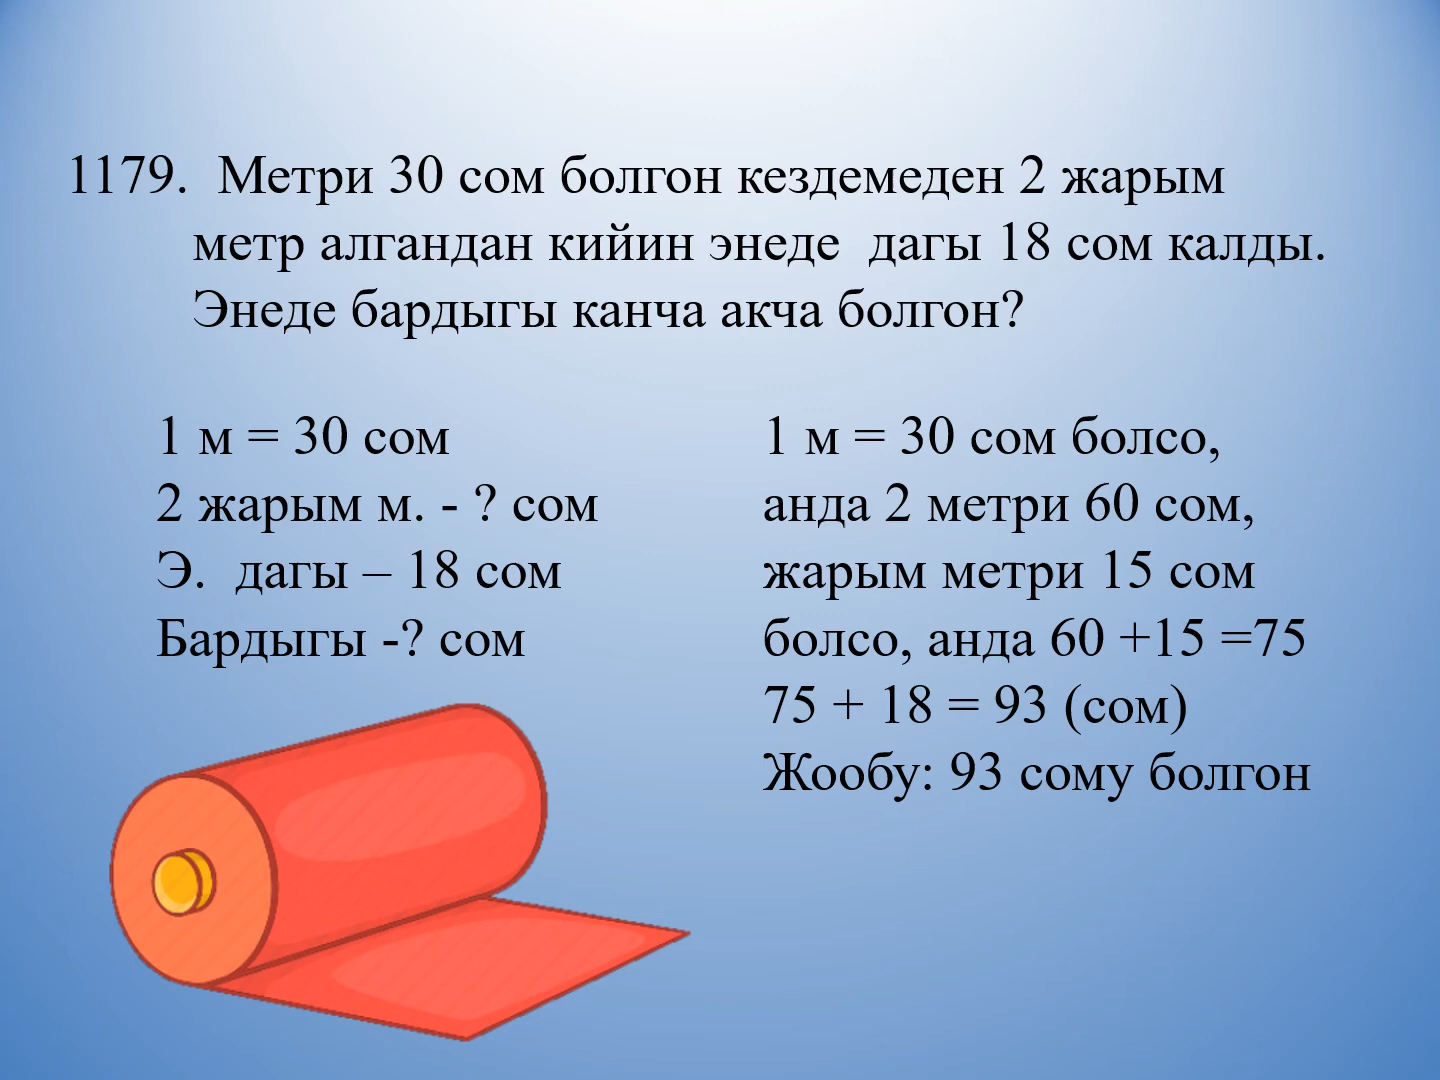 1179. Метри 30 сом болгон кездемеден 2 жарым
метр алгандан кийин энеде дагы 18 сом калды.
Энеде бардыгы канча акча болгон?
1 м = 30 сом
2 жарым м. - ? сом
Э. дагы – 18 сом
Бардыгы -? сом
1 м = 30 сом болсо,
анда 2 метри 60 сом,
жарым метри 15 сом
болсо, анда 60 +15 =75
75 + 18 = 93 (сом)
Жообу: 93 сому болгон